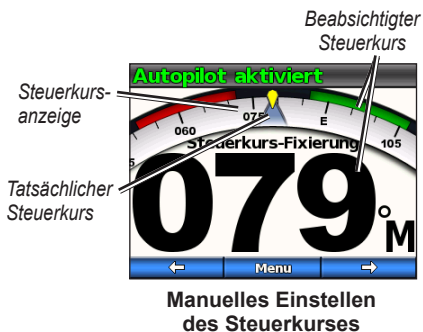 Beabsichtigter
Steuerkurs
Autopilot aktiviert
Steuerkurs-
anzeige
060
075
E
105
Steuerkurs-Fixierung
079°M
Tatsächlicher
Steuerkurs
Menu
Manuelles Einstellen
des Steuerkurses